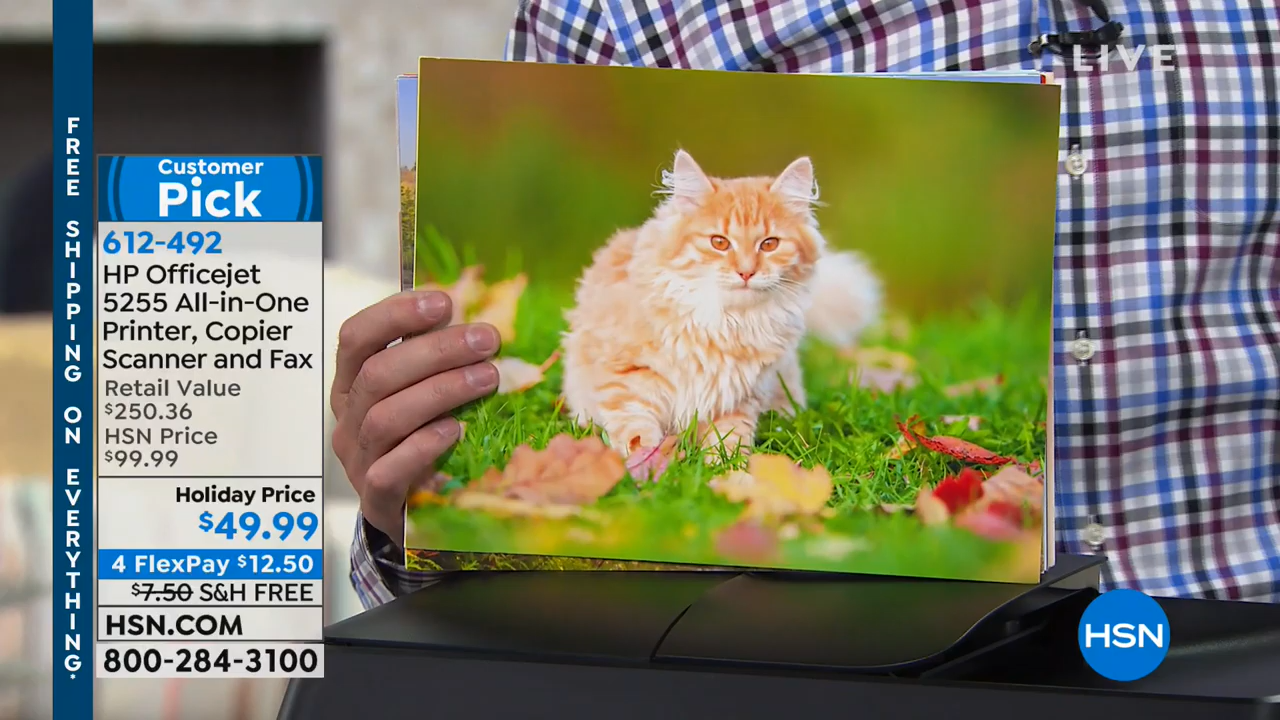 FREE SHIPPING ON EVERYTHING.*
Customer
Pick
612-492
HP Officejet
5255 All-in-One
Printer, Copier
Scanner and Fax
Retail Value
$250.36
HSN Price
$99.99
Holiday Price
$49.99
4 FlexPay $12.50
$7.50 S&H FREE
HSN.COM
800-284-3100
LIVE
HSN